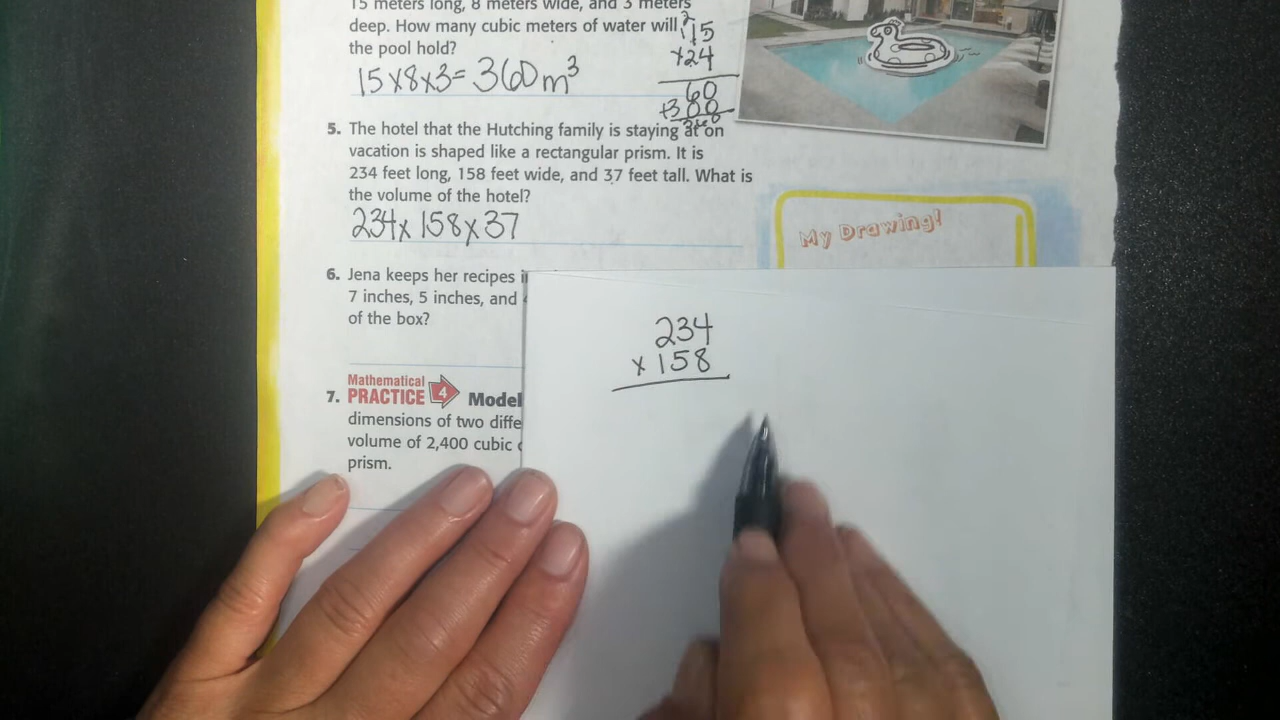 15 meters long, 8 meters wide, and 3 meters
deep. How many cubic meters of water will
the pool hold?
15x8x3=360m³
2
15
x24
60
+300
360
5. The hotel that the Hutching family is staying at on
vacation is shaped like a rectangular prism. It is
234 feet long, 158 feet wide, and 37 feet tall. What is
the volume of the hotel?
234x158x37
My Drawing!
6. Jena keeps her recipes
7 inches, 5 inches, and
of the box?
234
x158
Mathematical
7. PRACTICE 4 Model
dimensions of two diffe
volume of 2,400 cubic
prism.